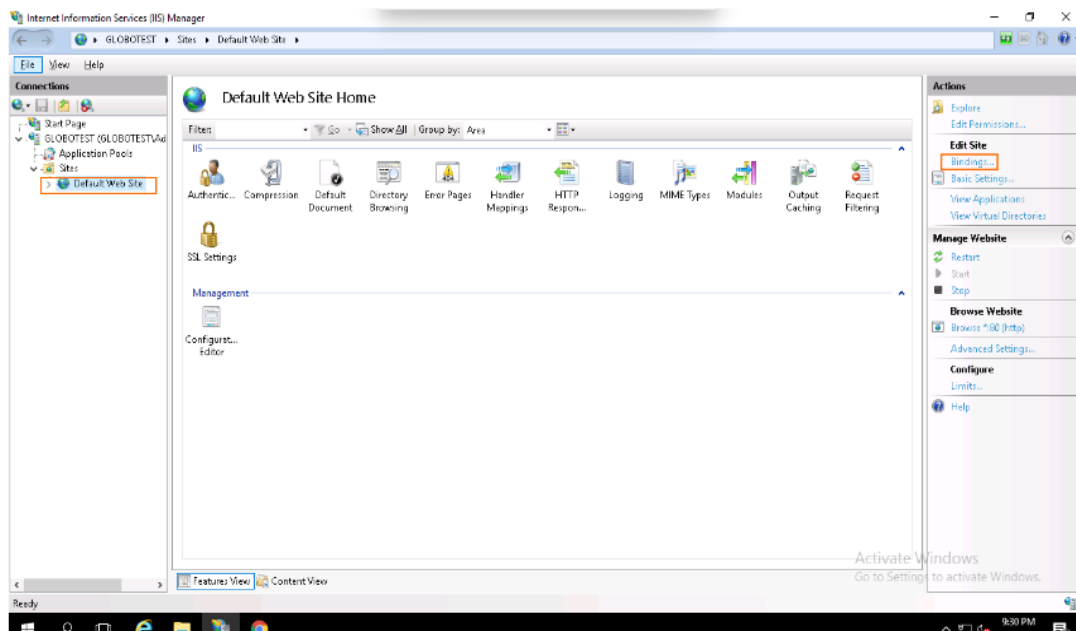 Internet Information Services (IIS) Manager
GLOBOTEST ▸ Sites ▸ Default Web Site ▸
File View Help
Connections
Start Page
GLOBOTEST (GLOBOTEST\Ad
Application Pools
Sites
Default Web Site
Default Web Site Home
Filter: Go Show All Group by: Area
IIS
Authentic... Compression Default Document Directory Browsing Error Pages Handler Mappings HTTP Respon... Logging MIME Types Modules Output Caching Request Filtering
SSL Settings
Management
Configurat... Editor
Features View Content View
Actions
Explore
Edit Permissions...
Edit Site
Bindings...
Basic Settings...
View Applications
View Virtual Directories
Manage Website
Restart
Start
Stop
Browse Website
Browse *:80 (http)
Advanced Settings...
Configure
Limits...
Help
Activate Windows
Go to Settings to activate Windows.
Ready
9:30 PM